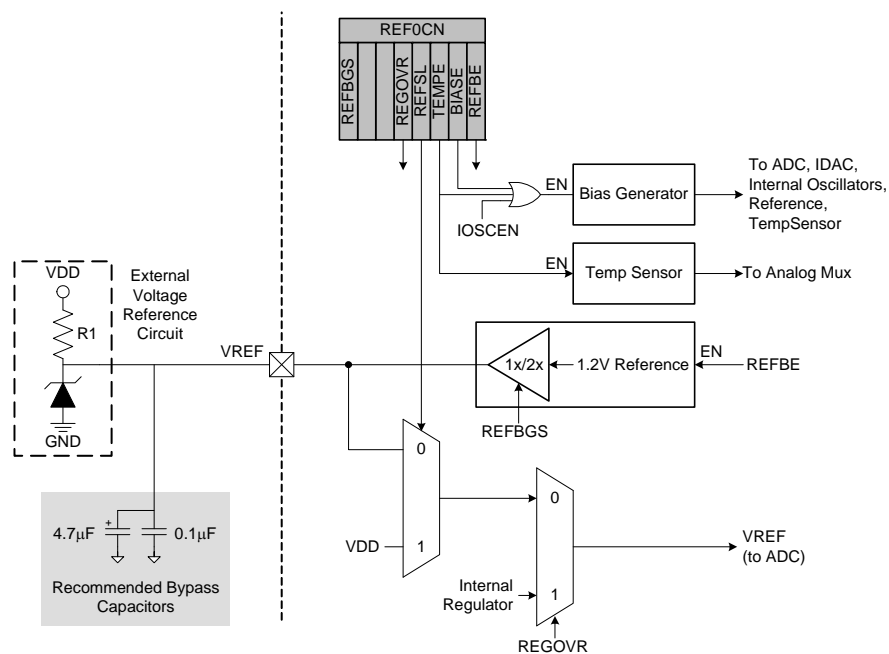 REF0CN
REFBGS
REGOVR
REFSL
TEMPE
BIASE
REFBE
EN
Bias Generator
To ADC, IDAC,
Internal Oscillators,
Reference,
TempSensor
IOSCEN
EN
Temp Sensor
To Analog Mux
VDD
R1
GND
External
Voltage
Reference
Circuit
VREF
1x/2x
1.2V Reference
EN
REFBE
REFBGS
0
1
VDD
0
1
Internal
Regulator
REGOVR
VREF
(to ADC)
4.7µF
+
0.1µF
Recommended Bypass
Capacitors